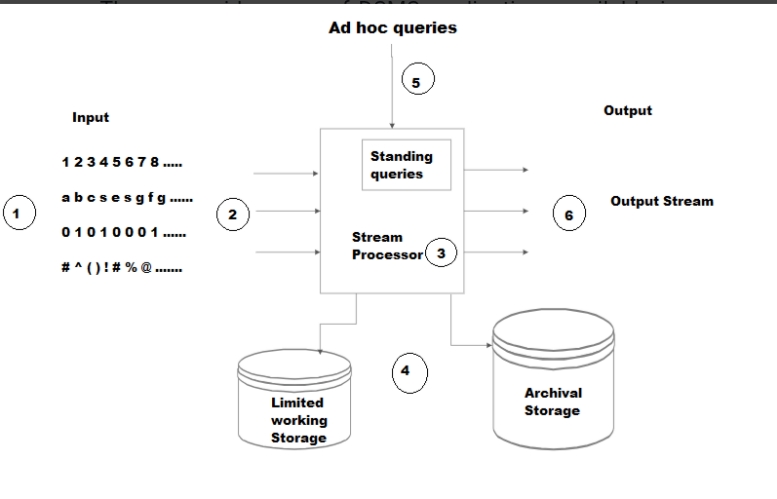 Ad hoc queries
5
Input
Output
1 2 3 4 5 6 7 8 .....
Standing
queries
a b c s e s g f g ......
1
2
6
Output Stream
0 1 0 1 0 0 0 1 ......
Stream
Processor
3
# ^ ( ) ! # % @ .......
4
Limited
working
Storage
Archival
Storage